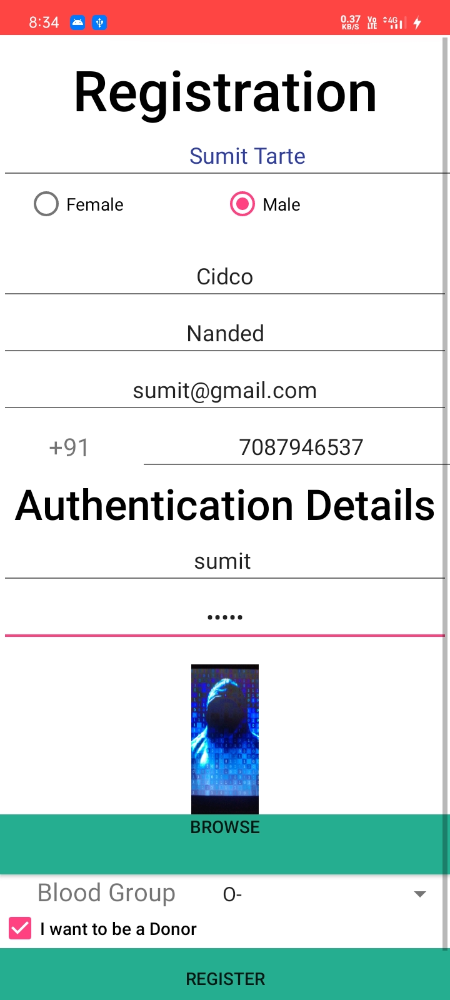 8:34 0.37 KB/S Vo LTE 4G
Registration
Sumit Tarte
Female Male
Cidco
Nanded
sumit@gmail.com
+91 7087946537
Authentication Details
sumit
•••••
BROWSE
Blood Group O-
I want to be a Donor
REGISTER